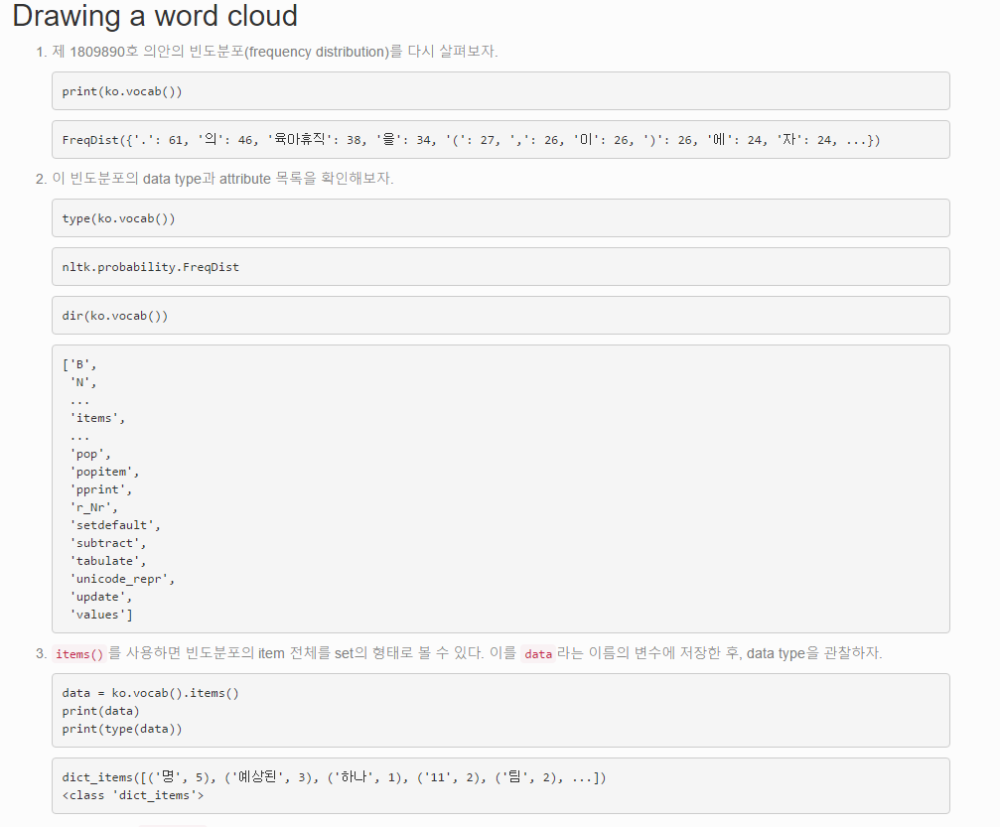 Drawing a word cloud
1. 제 1809890호 의안의 빈도분포(frequency distribution)를 다시 살펴보자.
print(ko.vocab())
FreqDist({'.': 61, '의': 46, '육아휴직': 38, '을': 34, '(': 27, ',': 26, '이': 26, ')': 26, '에': 24, '자': 24, ...})
2. 이 빈도분포의 data type과 attribute 목록을 확인해보자.
type(ko.vocab())
nltk.probability.FreqDist
dir(ko.vocab())
['B',
'N',
...
'items',
...
'pop',
'popitem',
'pprint',
'r_Nr',
'setdefault',
'subtract',
'tabulate',
'unicode_repr',
'update',
'values']
3. items()를 사용하면 빈도분포의 item 전체를 set의 형태로 볼 수 있다. 이를 data라는 이름의 변수에 저장한 후, data type을 관찰하자.
data = ko.vocab().items()
print(data)
print(type(data))
dict_items([('명', 5), ('예상된', 3), ('하나', 1), ('11', 2), ('팀', 2), ...])
<class 'dict_items'>